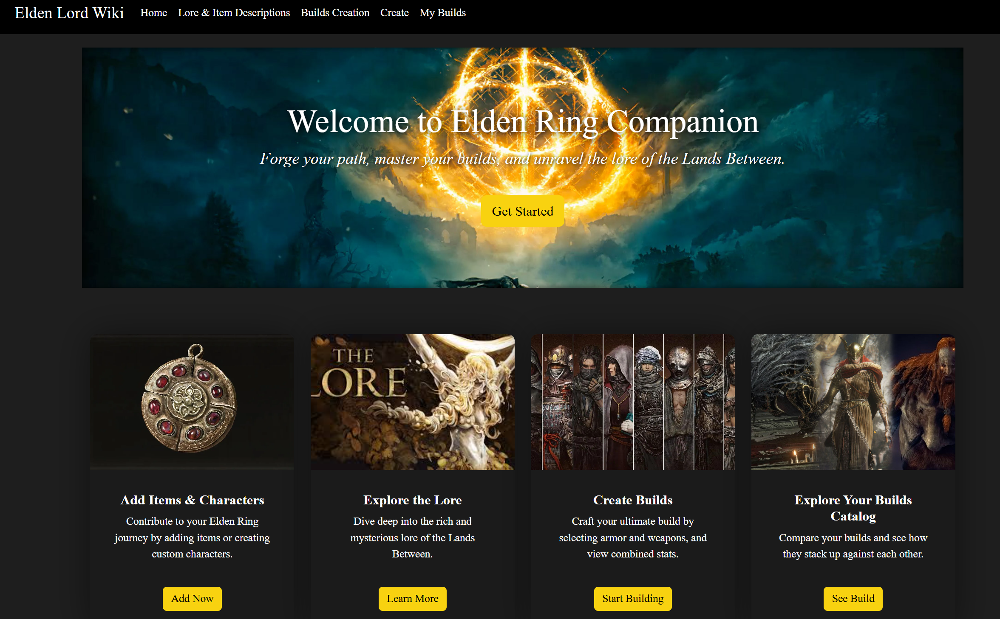 Elden Lord Wiki Home Lore & Item Descriptions Builds Creation Create My Builds
Welcome to Elden Ring Companion
Forge your path, master your builds, and unravel the lore of the Lands Between.
Get Started
THE
LORE
Add Items & Characters
Contribute to your Elden Ring
journey by adding items or creating
custom characters.
Add Now
Explore the Lore
Dive deep into the rich and
mysterious lore of the Lands
Between.
Learn More
Create Builds
Craft your ultimate build by
selecting armor and weapons, and
view combined stats.
Start Building
Explore Your Builds
Catalog
Compare your builds and see how
they stack up against each other.
See Build